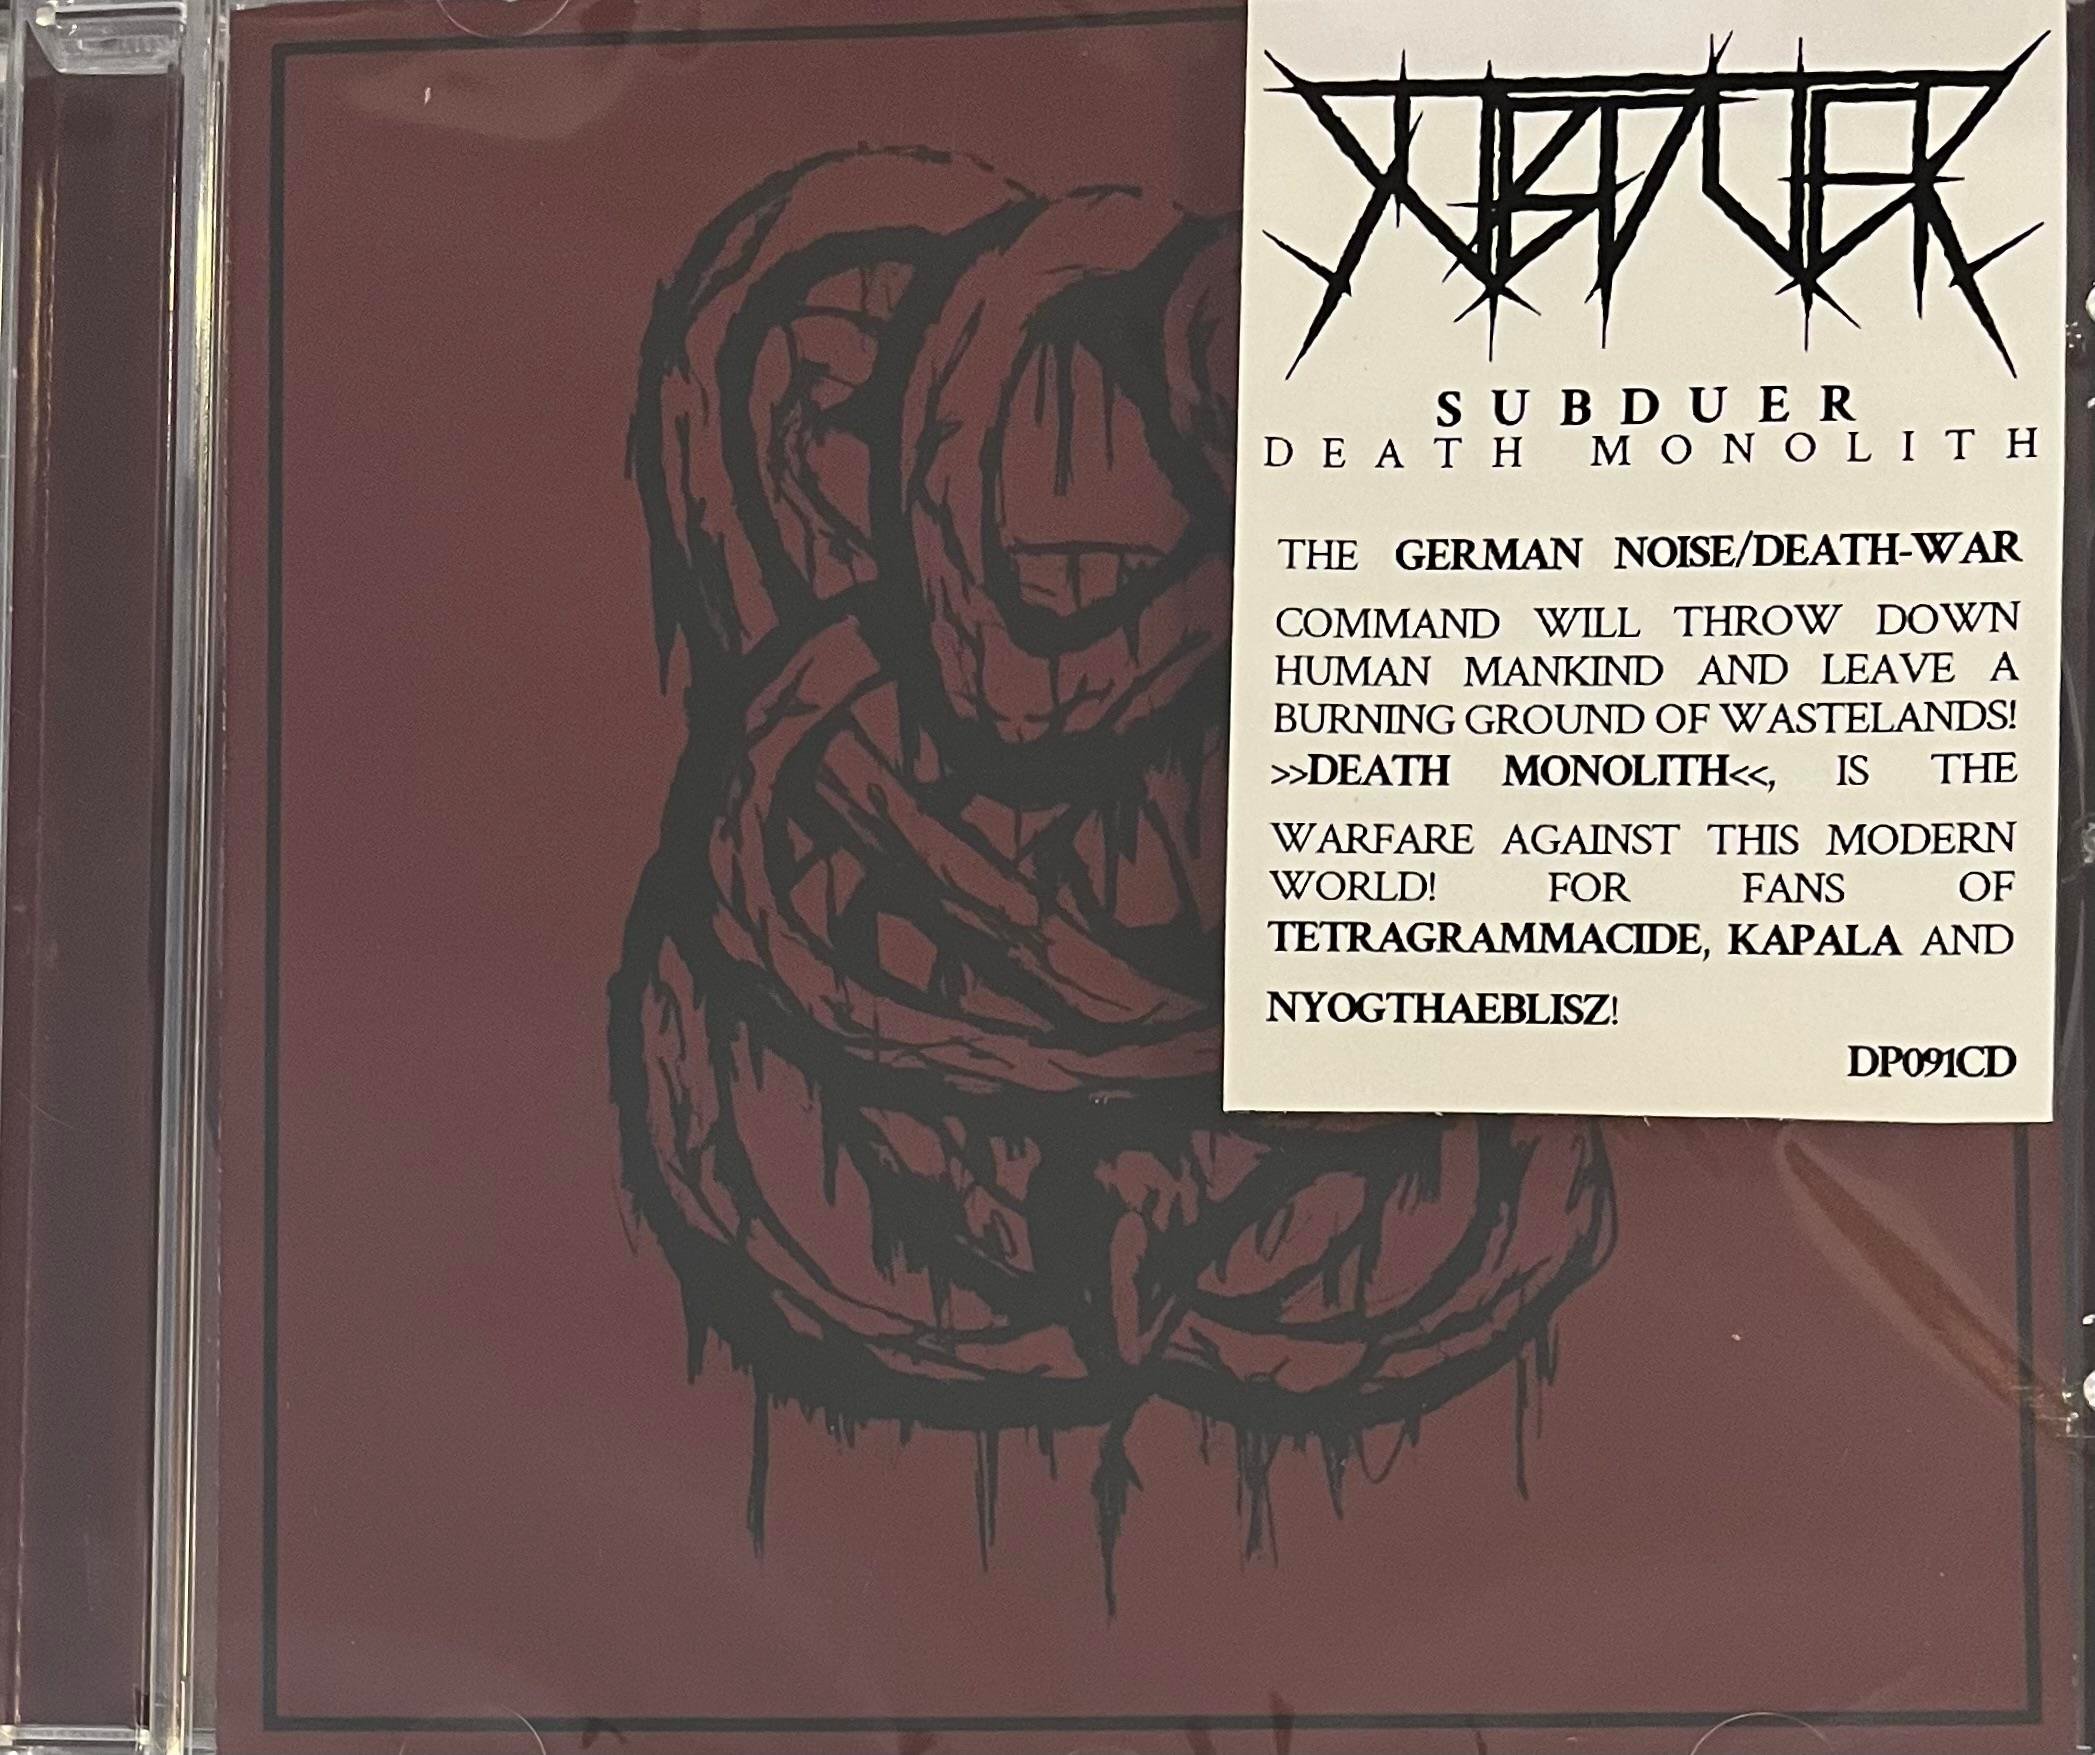 SUBDUER
SUBDUER
DEATH MONOLITH
THE GERMAN NOISE/DEATH-WAR
COMMAND WILL THROW DOWN
HUMAN MANKIND AND LEAVE A
BURNING GROUND OF WASTELANDS!
>>DEATH MONOLITH<<, IS THE
WARFARE AGAINST THIS MODERN
WORLD! FOR FANS OF
TETRAGRAMMACIDE, KAPALA AND
NYOGTHAEBLISZ!
DP091CD